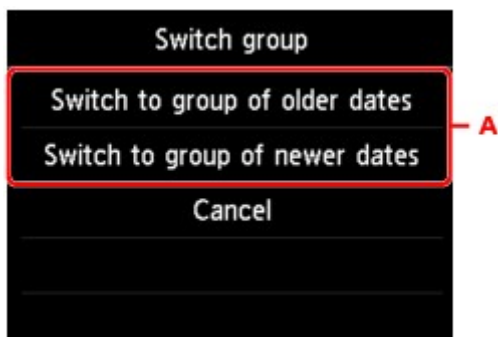 Switch group
Switch to group of older dates
A
Switch to group of newer dates
Cancel